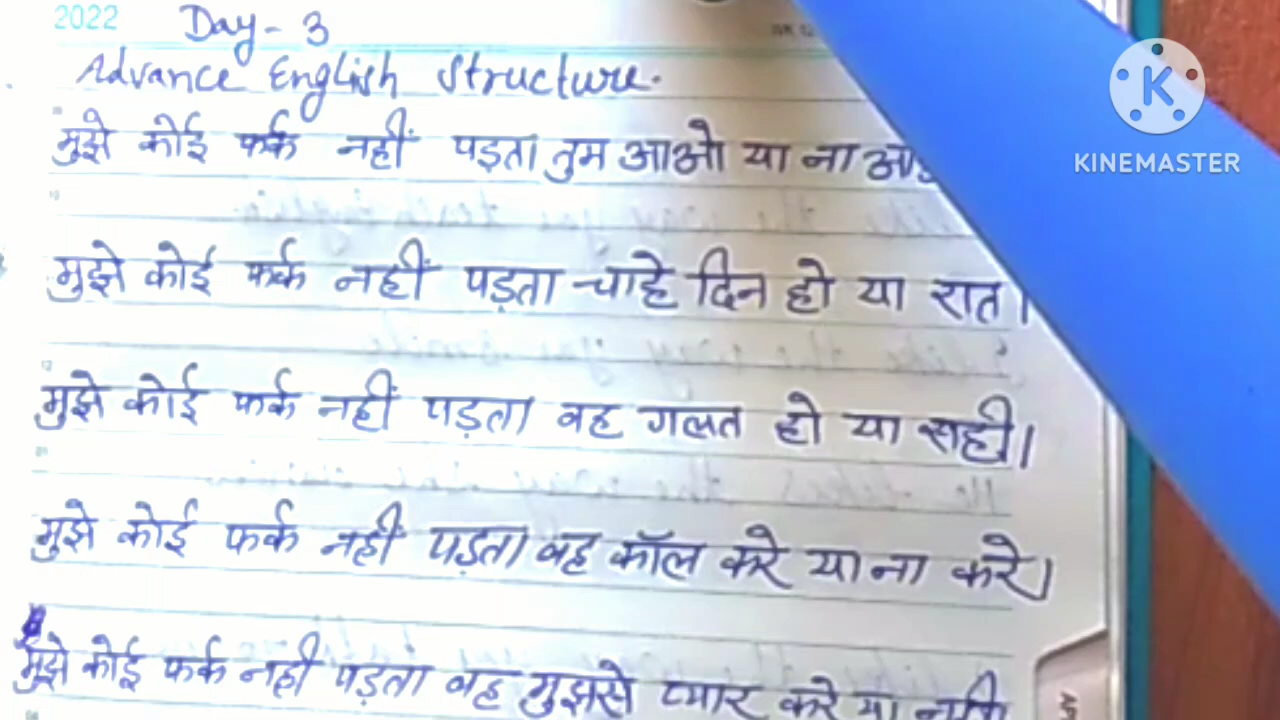 2022 Day - 3
Advance English Structure.
मुझे कोई फर्क नहीं पड़ता तुम आओ या ना
मुझे कोई फर्क नहीं पड़ता चाहे दिन हो या रात।
मुझे कोई फर्क नहीं पड़ता वह गलत हो या सही।
मुझे कोई फर्क नहीं पड़ता वह कॉल करे या ना करे।
मुझे कोई फर्क नही पड़ता वह मुझसे प्यार करे या
KINEMASTER